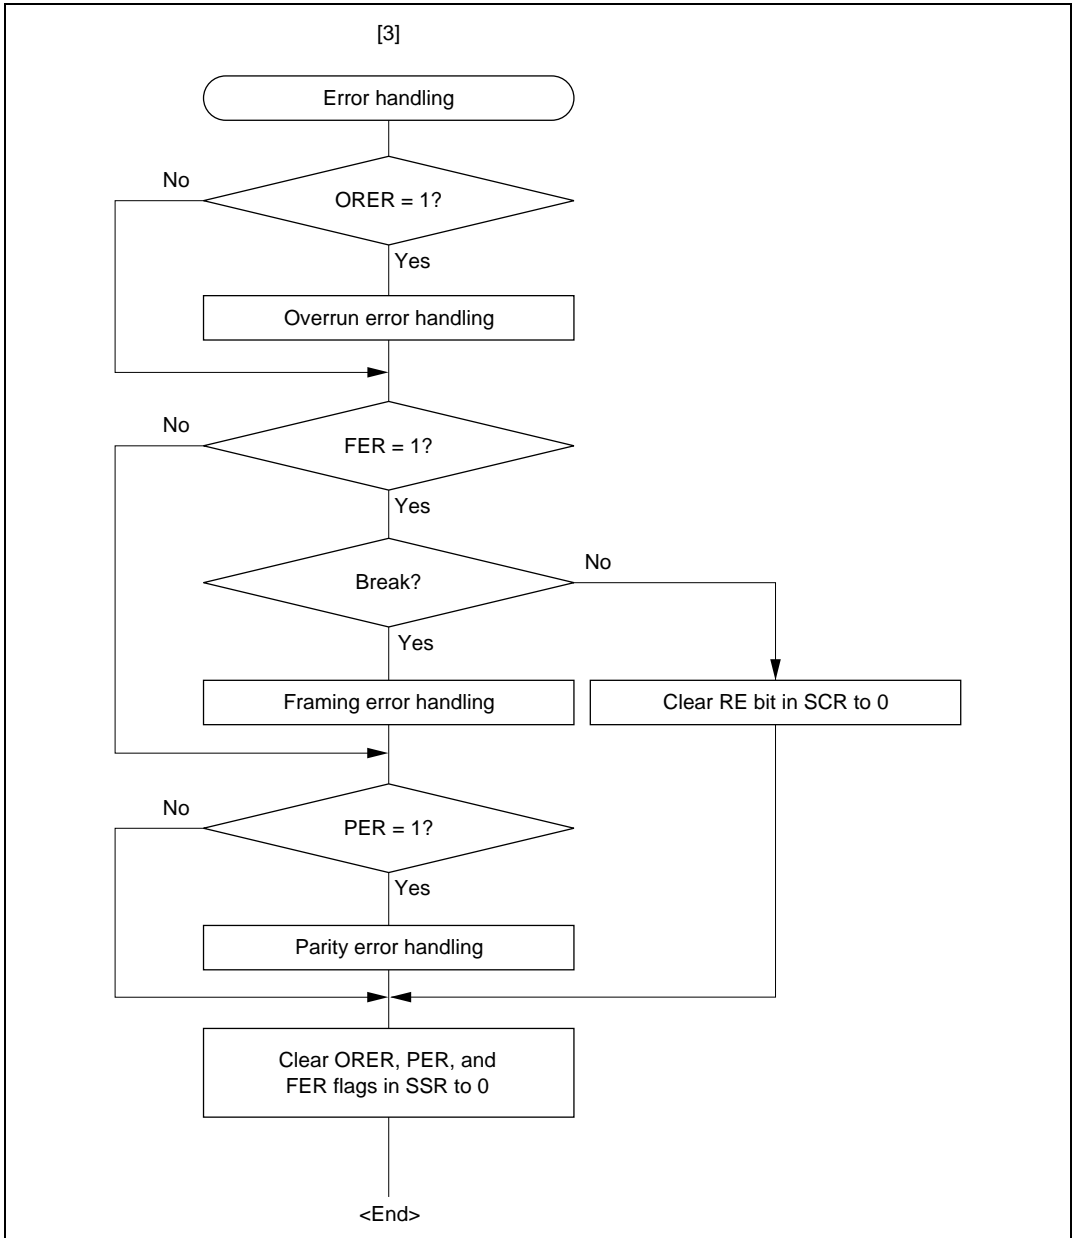 [3]
Error handling
No
ORER = 1?
Yes
Overrun error handling
No
FER = 1?
Yes
No
Break?
Yes
Framing error handling
Clear RE bit in SCR to 0
No
PER = 1?
Yes
Parity error handling
Clear ORER, PER, and
FER flags in SSR to 0
<End>